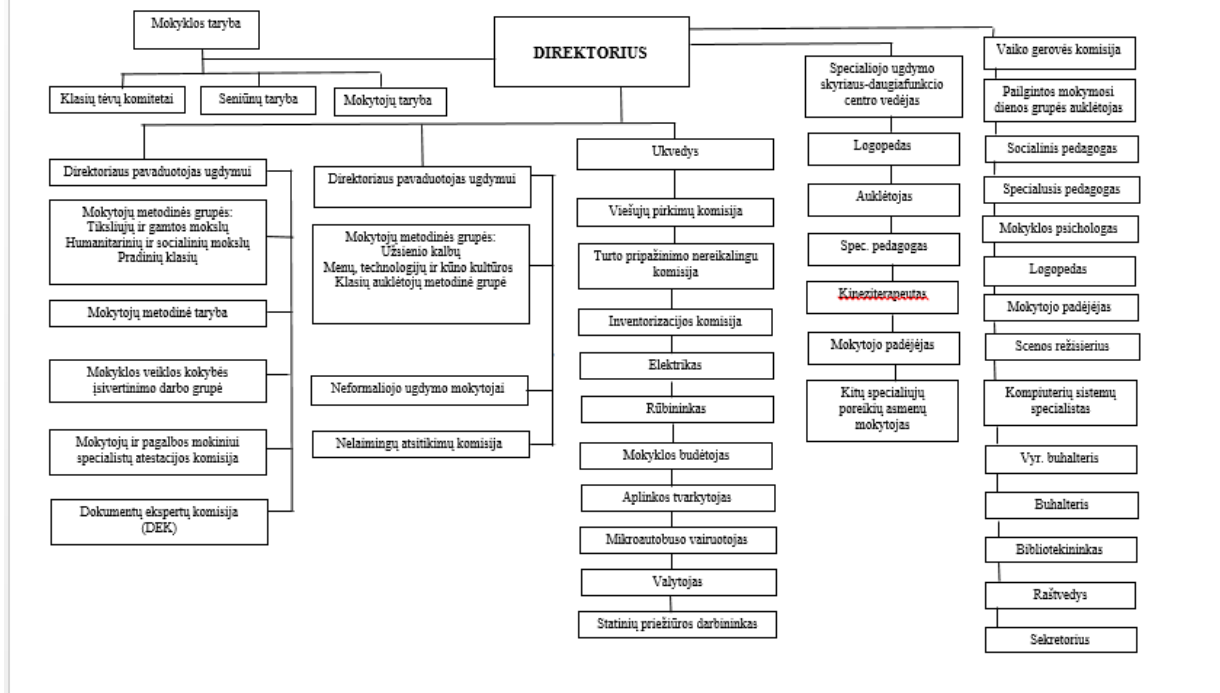 Mokyklos taryba
DIREKTORIUS
Klasių tėvų komitetai
Seniūnų taryba
Mokytojų taryba
Direktoriaus pavaduotojas ugdymui
Mokytojų metodinės grupės:
Tiksliųjų ir gamtos mokslų
Humanitarinių ir socialinių mokslų
Pradinių klasių
Mokytojų metodinė taryba
Mokyklos veiklos kokybės
įsivertinimo darbo grupė
Mokytojų ir pagalbos mokiniui
specialistų atestacijos komisija
Dokumentų ekspertų komisija
(DEK)
Direktoriaus pavaduotojas ugdymui
Mokytojų metodinės grupės:
Užsienio kalbų
Menų, technologijų ir kūno kultūros
Klasių auklėtojų metodinė grupė
Neformaliojo ugdymo mokytojai
Nelaimingų atsitikimų komisija
Ukvedys
Viešųjų pirkimų komisija
Turto pripažinimo nereikalingu
komisija
Inventorizacijos komisija
Elektrikas
Rūbininkas
Mokyklos budėtojas
Aplinkos tvarkytojas
Mikroautobuso vairuotojas
Valytojas
Statinių priežiūros darbininkas
Specialiojo ugdymo
skyriaus-daugiafunkcio
centro vedėjas
Logopedas
Auklėtojas
Spec. pedagogas
Kineziterapeutas
Mokytojo padėjėjas
Kitų specialiųjų
poreikių asmenų
mokytojas
Vaiko gerovės komisija
Pailgintos mokymosi
dienos grupės auklėtojas
Socialinis pedagogas
Specialusis pedagogas
Mokyklos psichologas
Logopedas
Mokytojo padėjėjas
Scenos režisierius
Kompiuterių sistemų
specialistas
Vyr. buhalteris
Buhalteris
Bibliotekininkas
Raštvedys
Sekretorius